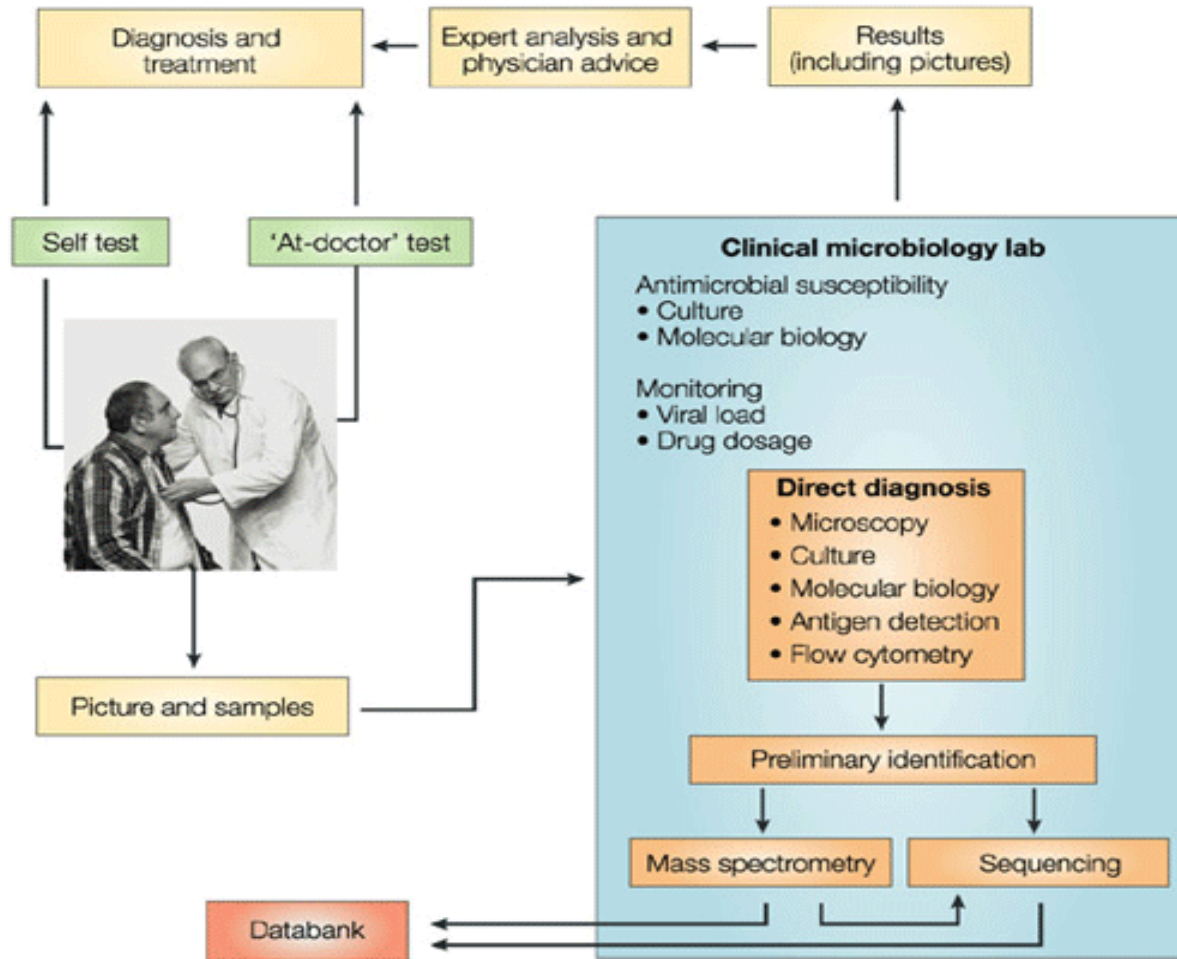 Diagnosis and
treatment
Expert analysis and
physician advice
Results
(including pictures)
Self test
‘At-doctor’ test
Clinical microbiology lab
Antimicrobial susceptibility
• Culture
• Molecular biology
Monitoring
• Viral load
• Drug dosage
Direct diagnosis
• Microscopy
• Culture
• Molecular biology
• Antigen detection
• Flow cytometry
Picture and samples
Preliminary identification
Mass spectrometry
Sequencing
Databank